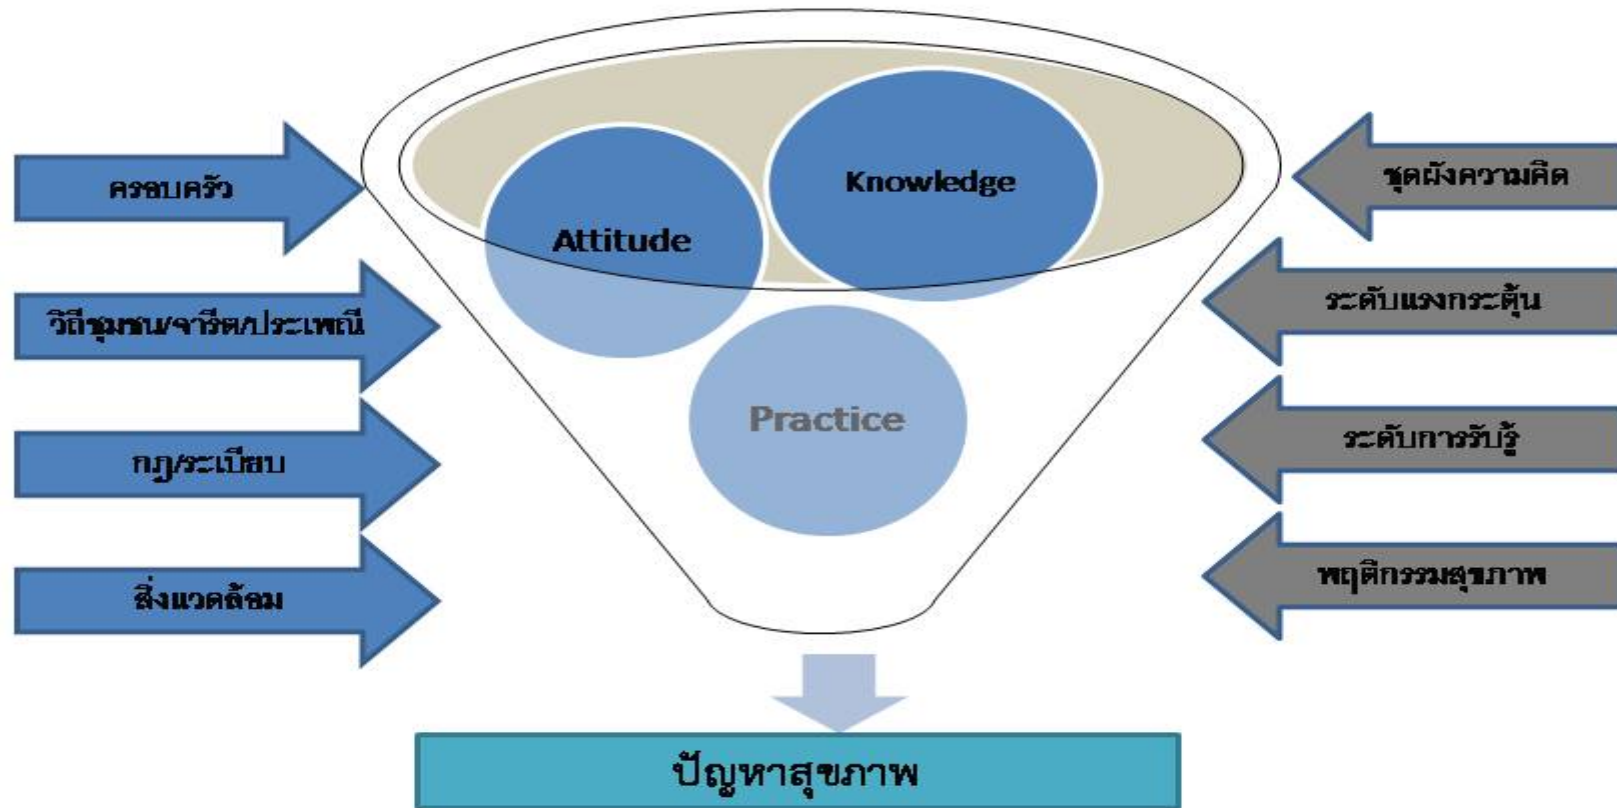 ครอบครัว
วิถีชุมชน/จารีต/ประเพณี
กฎ/ระเบียบ
สิ่งแวดล้อม
Attitude
Knowledge
Practice
ชุดผังความคิด
ระดับแรงกระตุ้น
ระดับการรับรู้
พฤติกรรมสุขภาพ
ปัญหาสุขภาพ